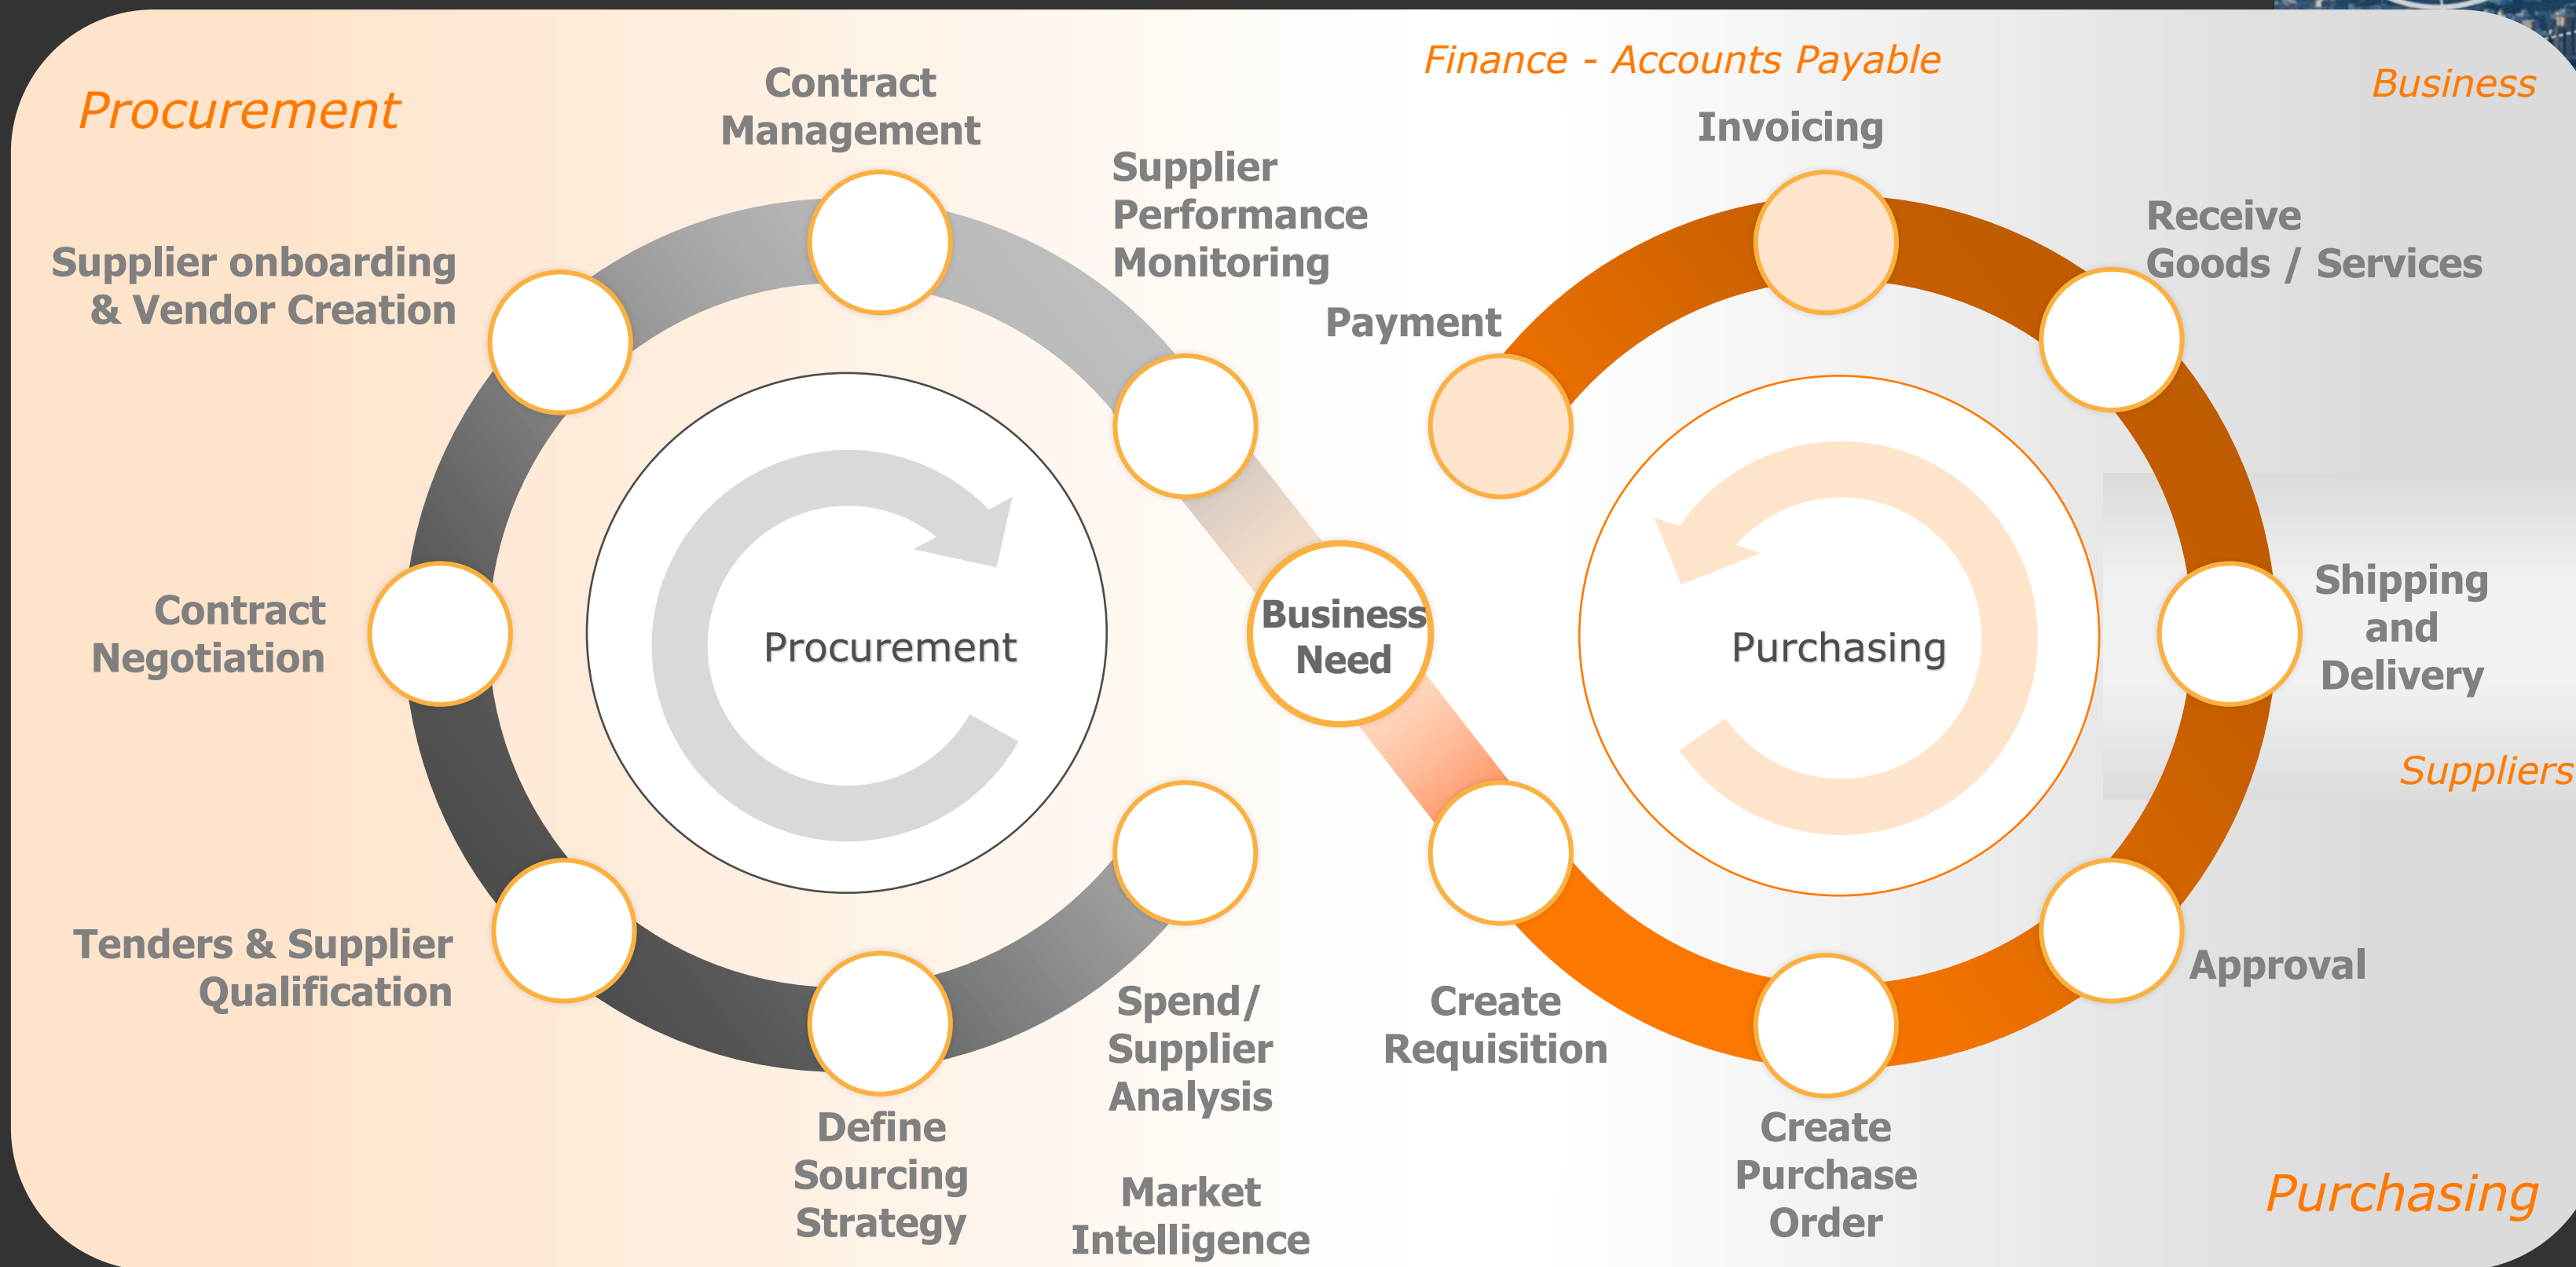 Procurement
Finance - Accounts Payable
Business
Contract
Management
Invoicing
Supplier
Performance
Monitoring
Receive
Goods / Services
Supplier onboarding
& Vendor Creation
Payment
Contract
Negotiation
Procurement
Business
Need
Purchasing
Shipping
and
Delivery
Suppliers
Tenders & Supplier
Qualification
Approval
Spend/
Supplier
Analysis
Market
Intelligence
Create
Requisition
Define
Sourcing
Strategy
Create
Purchase
Order
Purchasing